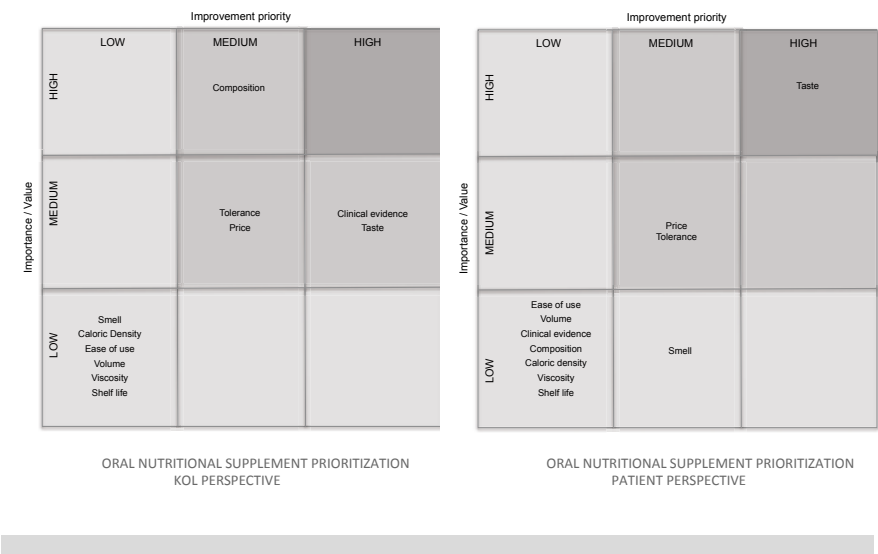 Improvement priority
LOW MEDIUM HIGH
Importance / Value
HIGH
Composition
MEDIUM
Tolerance
Price
Clinical evidence
Taste
LOW
Smell
Caloric Density
Ease of use
Volume
Viscosity
Shelf life
ORAL NUTRITIONAL SUPPLEMENT PRIORITIZATION
KOL PERSPECTIVE
Improvement priority
LOW MEDIUM HIGH
Importance / Value
HIGH
Taste
MEDIUM
Price
Tolerance
LOW
Ease of use
Volume
Clinical evidence
Composition
Caloric density
Viscosity
Shelf life
Smell
ORAL NUTRITIONAL SUPPLEMENT PRIORITIZATION
PATIENT PERSPECTIVE